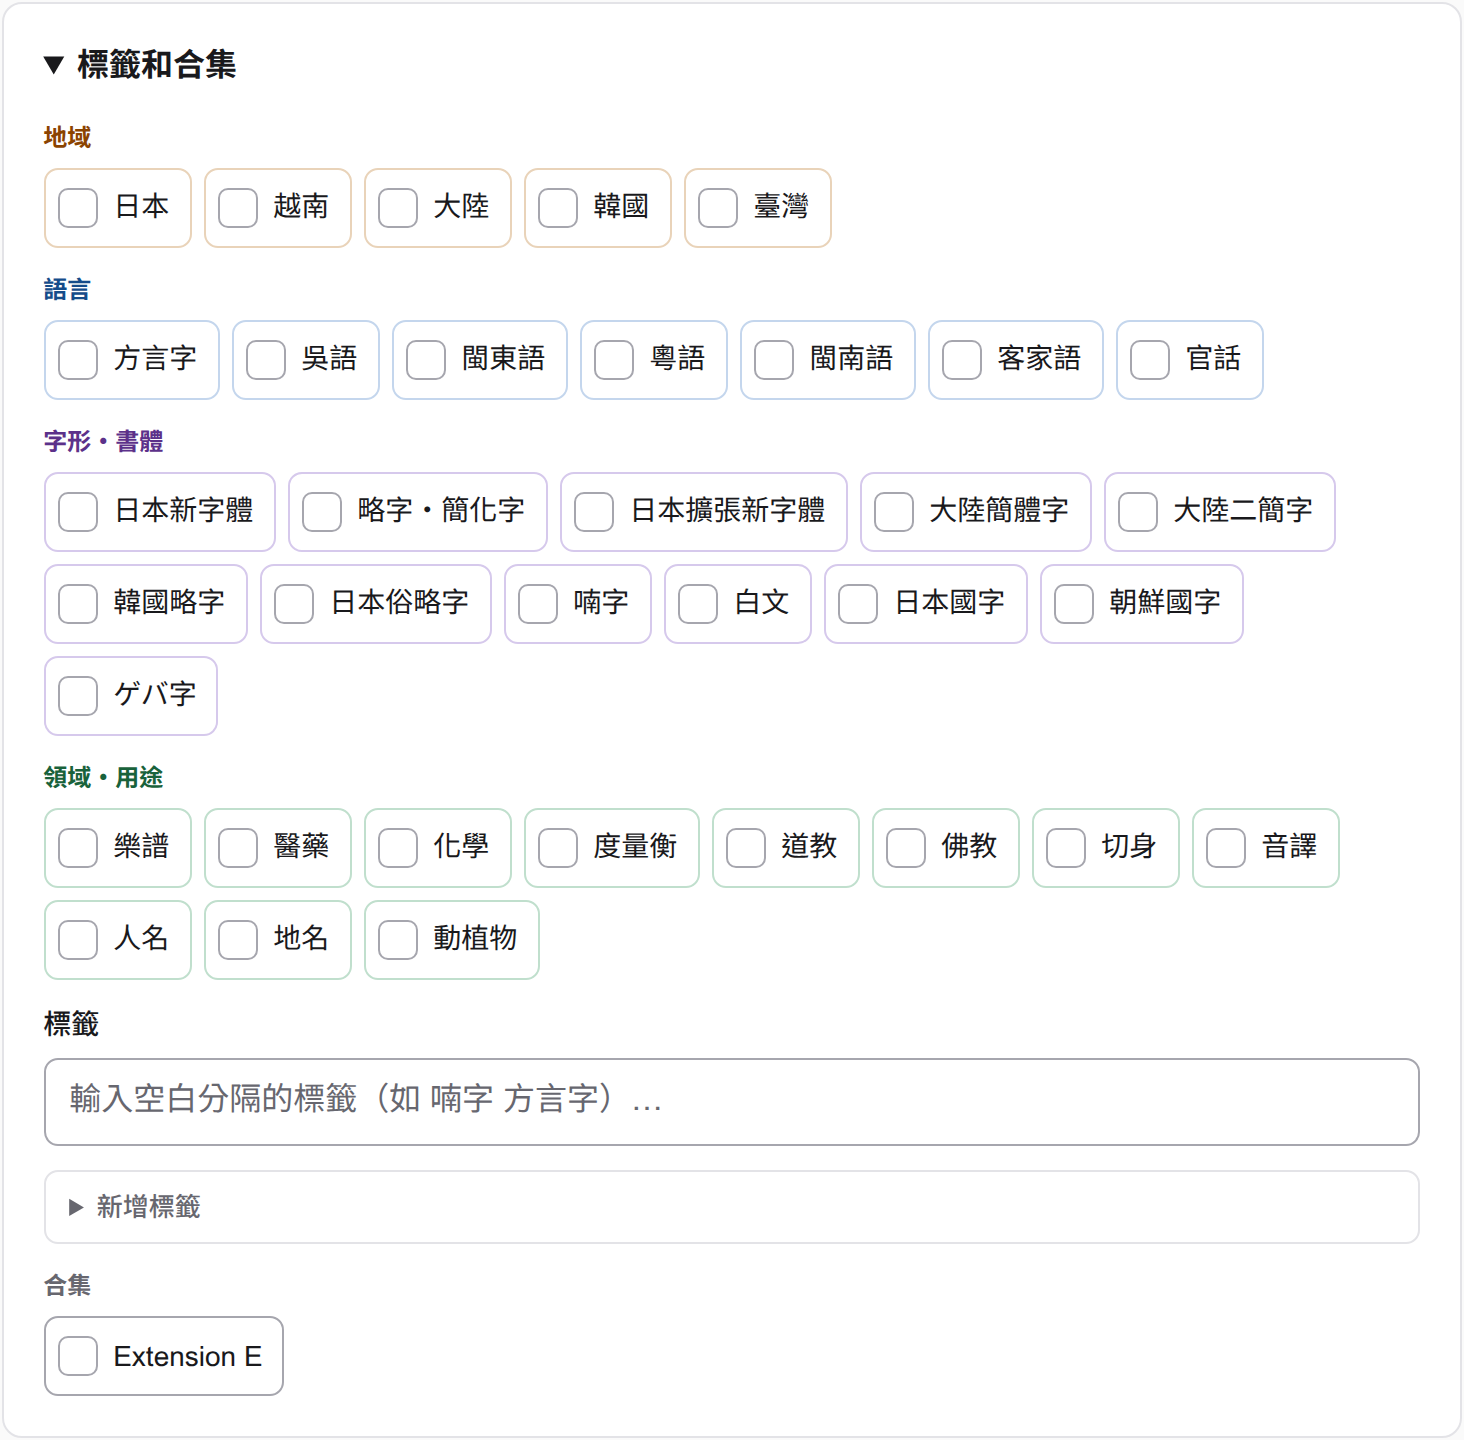 ▼ 標籤和合集
地域
日本 越南 大陸 韓國 臺灣
語言
方言字 吳語 閩東語 粵語 閩南語 客家語 官話
字形・書體
日本新字體 略字・簡化字 日本擴張新字體 大陸簡體字 大陸二簡字
韓國略字 日本俗略字 喃字 白文 日本國字 朝鮮國字
ゲバ字
領域・用途
樂譜 醫藥 化學 度量衡 道教 佛教 切身 音譯
人名 地名 動植物
標籤
輸入空白分隔的標籤（如 喃字 方言字）…
▶ 新增標籤
合集
Extension E